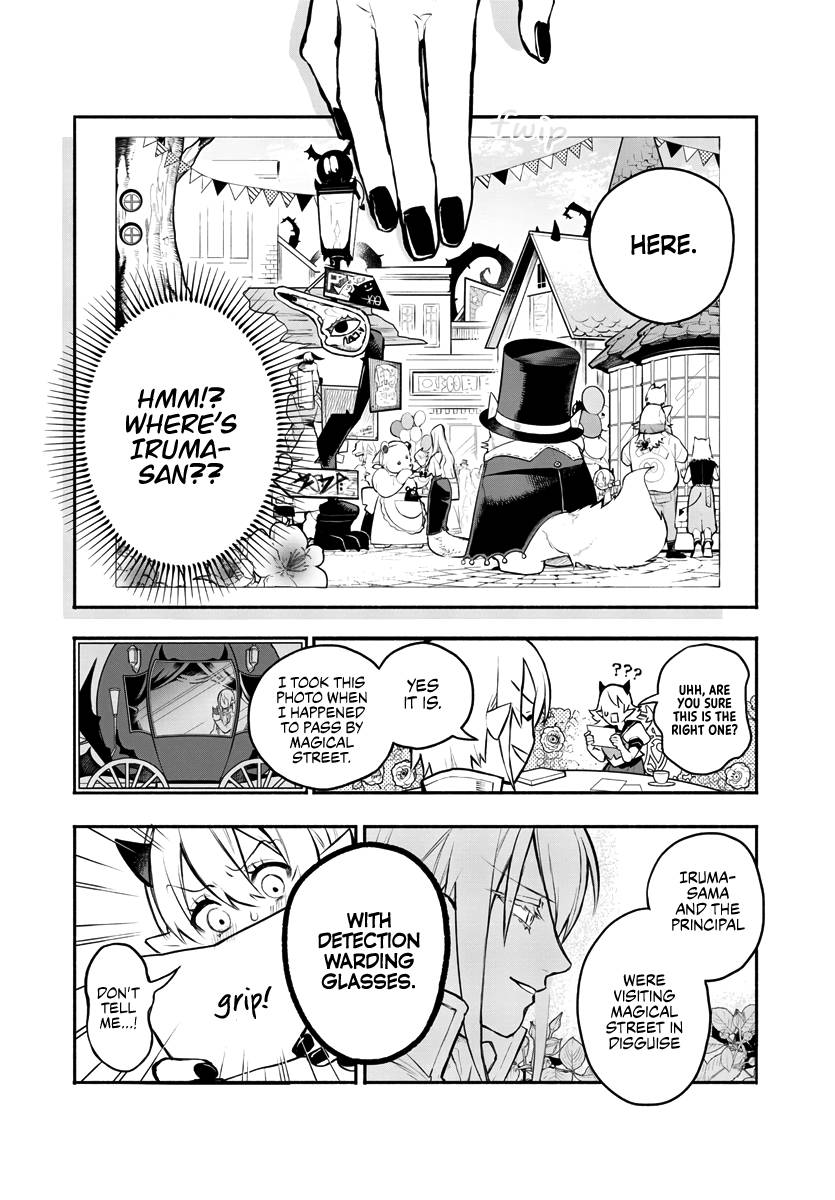 fwip
HERE.
HMM!?
WHERE'S
IRUMA-
SAN??
???
UHH, ARE
YOU SURE
THIS IS THE
RIGHT ONE?
YES
IT IS.
I TOOK THIS
PHOTO WHEN
I HAPPENED
TO PASS BY
MAGICAL
STREET.
IRUMA-
SAMA
AND THE
PRINCIPAL
WERE
VISITING
MAGICAL
STREET IN
DISGUISE
WITH
DETECTION
WARDING
GLASSES.
grip!
DON'T
TELL
ME...!